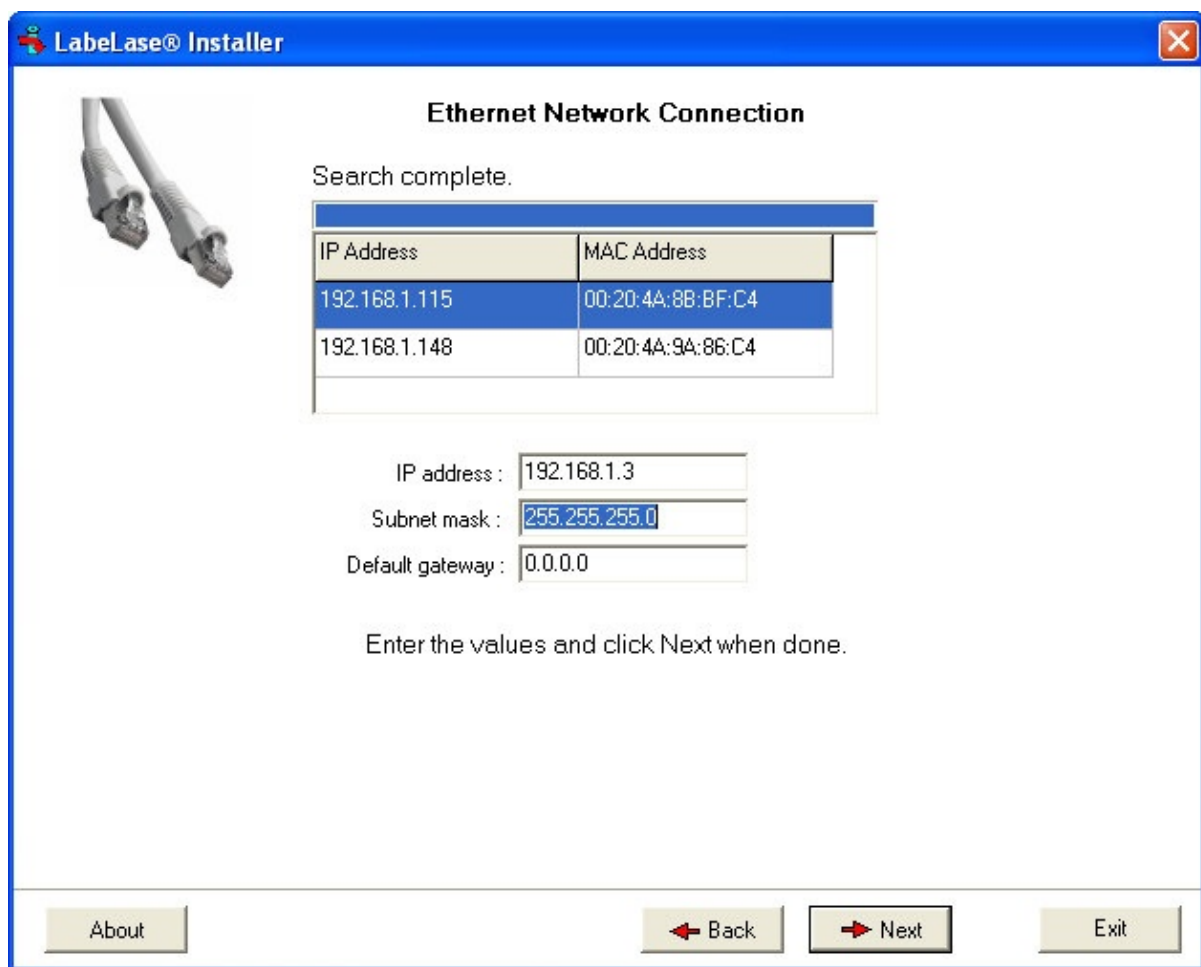 LabeLase® Installer
Ethernet Network Connection
Search complete.
IP Address MAC Address
192.168.1.115 00:20:4A:8B:BF:C4
192.168.1.148 00:20:4A:9A:86:C4
IP address : 192.168.1.3
Subnet mask : 255.255.255.0
Default gateway : 0.0.0.0
Enter the values and click Next when done.
About Back Next Exit